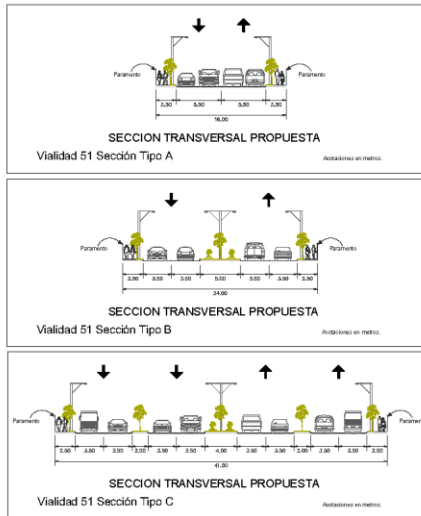 Paramento
Paramento
2.50 5.50 5.50 2.50
16.00
SECCION TRANSVERSAL PROPUESTA
Vialidad 51 Sección Tipo A
Acotaciones en metros.
Paramento
Paramento
2.50 3.50 3.50 5.00 3.50 3.50 2.50
24.00
SECCION TRANSVERSAL PROPUESTA
Vialidad 51 Sección Tipo B
Acotaciones en metros.
Paramento
Parament
2.50 3.50 3.50 2.00 3.50 3.50 4.00 3.50 3.50 2.00 3.50 3.50 2.50
41.00
SECCION TRANSVERSAL PROPUESTA
Vialidad 51 Sección Tipo C
Acotaciones en metros.